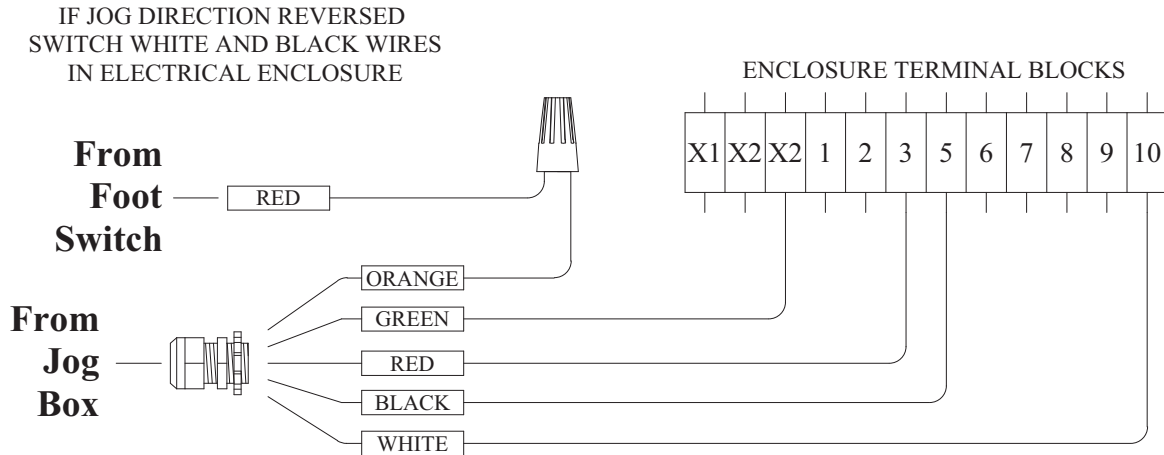 IF JOG DIRECTION REVERSED
SWITCH WHITE AND BLACK WIRES
IN ELECTRICAL ENCLOSURE
ENCLOSURE TERMINAL BLOCKS
X1 X2 X2 1 2 3 5 6 7 8 9 10
From
Foot
Switch
RED
ORANGE
GREEN
RED
BLACK
WHITE
From
Jog
Box